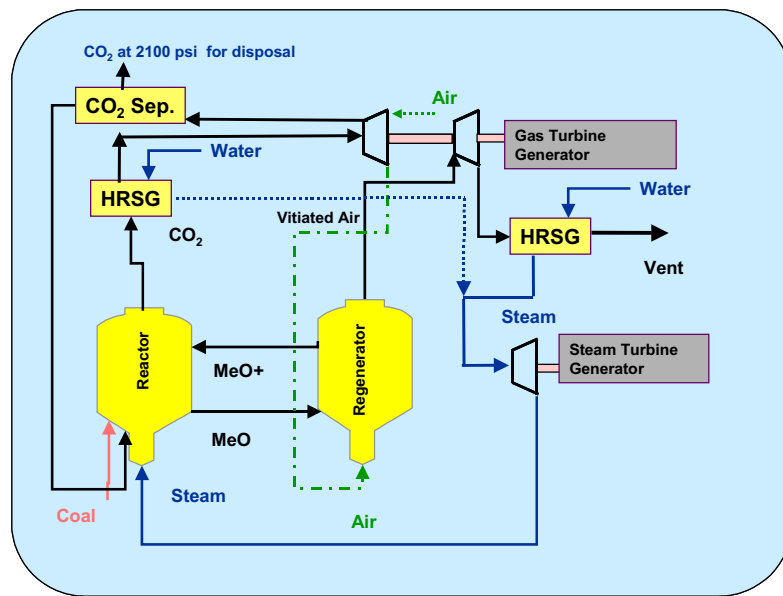 CO₂ at 2100 psi for disposal
CO₂ Sep.
Air
Gas Turbine
Generator
Water
HRSG
Water
CO₂
Vitiated Air
HRSG
Vent
Steam
Reactor
Regenerator
MeO+
Steam Turbine
Generator
MeO
Steam
Coal
Air